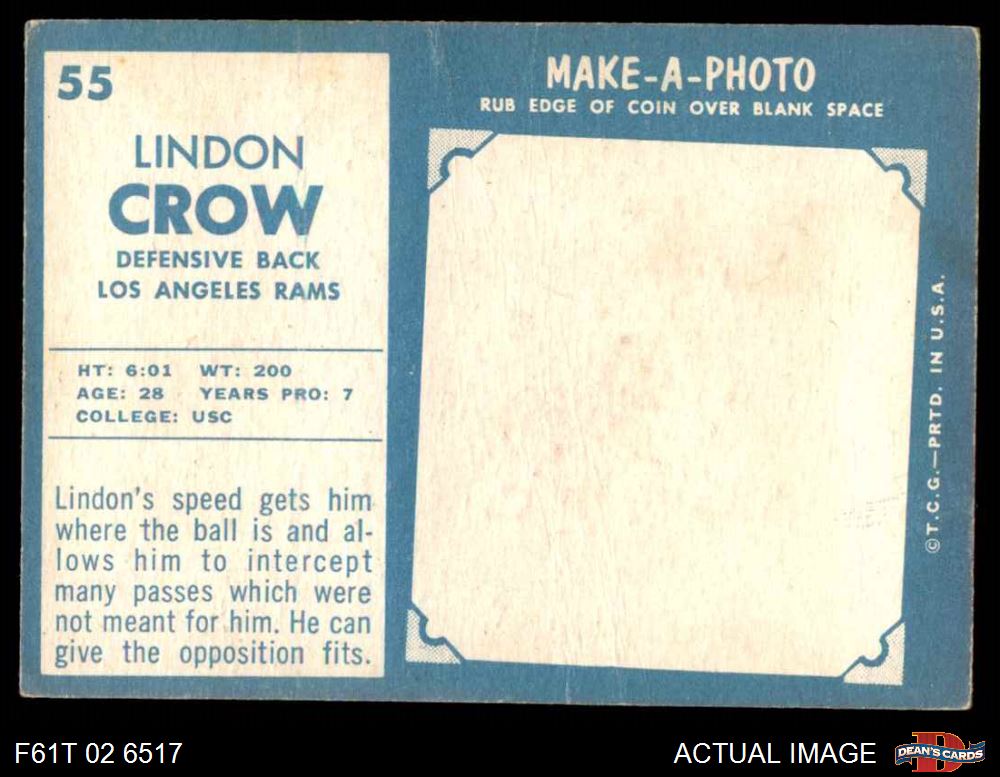 55
LINDON
CROW
DEFENSIVE BACK
LOS ANGELES RAMS
HT: 6:01 WT: 200
AGE: 28 YEARS PRO: 7
COLLEGE: USC
Lindon's speed gets him
where the ball is and al-
lows him to intercept
many passes which were
not meant for him. He can
give the opposition fits.
MAKE-A-PHOTO
RUB EDGE OF COIN OVER BLANK SPACE
©T.C.G.—PRTD. IN U.S.A.
F61T 02 6517
ACTUAL IMAGE
DEAN'S CARDS